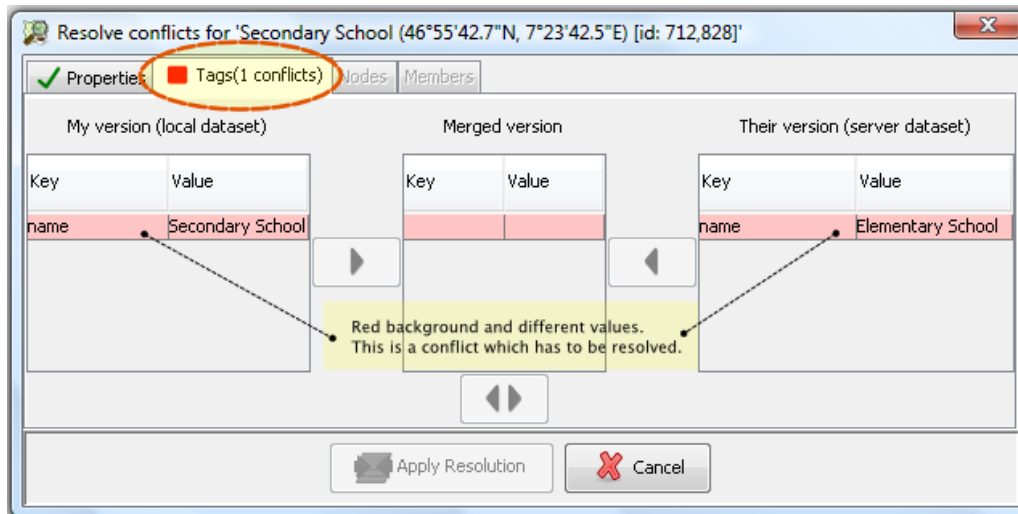 Resolve conflicts for 'Secondary School (46°55'42.7"N, 7°23'42.5"E) [id: 712,828]'
Properties Tags(1 conflicts) Nodes Members
My version (local dataset) Merged version Their version (server dataset)
Key Value Key Value Key Value
name Secondary School name Elementary School
Red background and different values.
This is a conflict which has to be resolved.
Apply Resolution Cancel